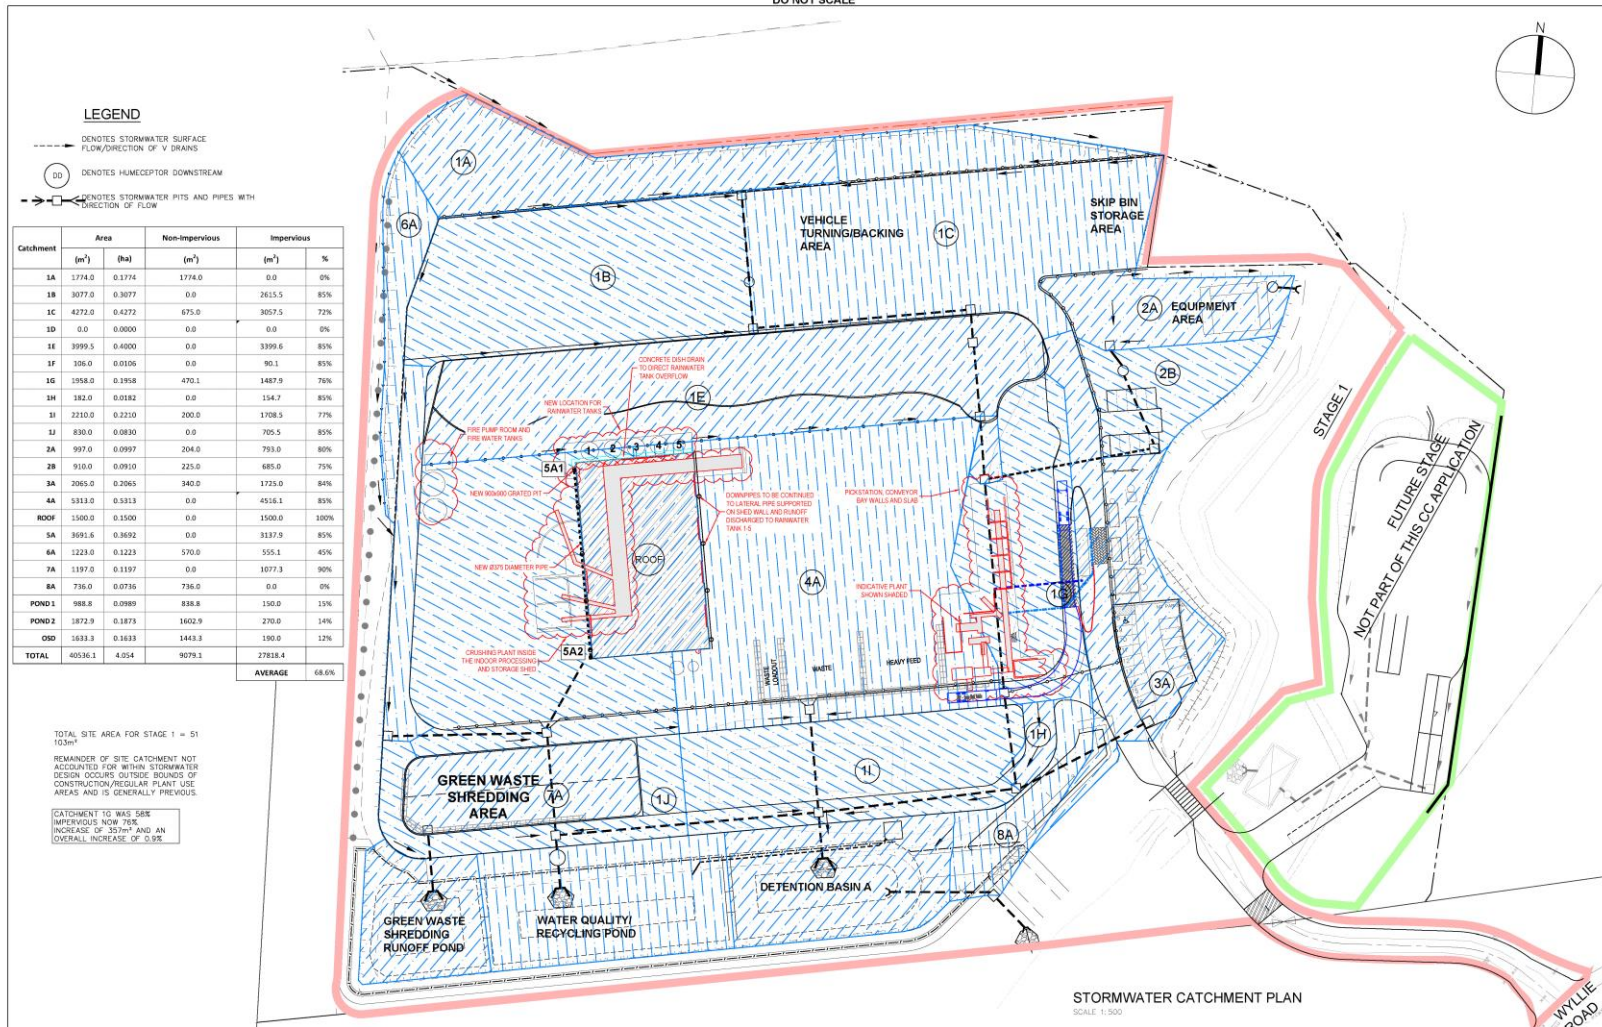 DO NOT SCALE
N
LEGEND
DENOTES STORMWATER SURFACE
FLOW/DIRECTION OF V DRAINS
DD
DENOTES HUMECEPTOR DOWNSTREAM
DENOTES STORMWATER PITS AND PIPES WITH
DIRECTION OF FLOW
Catchment Area Non-Impervious Impervious
(m²) (ha) (m²) (m²) %
1A 1774.0 0.1774 1774.0 0.0 0%
1B 3077.0 0.3077 0.0 2615.5 85%
1C 4272.0 0.4272 675.0 3057.5 72%
1D 0.0 0.0000 0.0 0.0 0%
1E 3999.5 0.4000 0.0 3399.6 85%
1F 106.0 0.0106 0.0 90.1 85%
1G 1958.0 0.1958 470.1 1487.9 76%
1H 182.0 0.0182 0.0 154.7 85%
1I 2210.0 0.2210 200.0 1708.5 77%
1J 830.0 0.0830 0.0 705.5 85%
2A 997.0 0.0997 204.0 793.0 80%
2B 910.0 0.0910 225.0 685.0 75%
3A 2065.0 0.2065 340.0 1725.0 84%
4A 5313.0 0.5313 0.0 4516.1 85%
ROOF 1500.0 0.1500 0.0 1500.0 100%
5A 3691.6 0.3692 0.0 3137.9 85%
6A 1223.0 0.1223 570.0 555.1 45%
7A 1197.0 0.1197 0.0 1077.3 90%
8A 736.0 0.0736 736.0 0.0 0%
POND 1 988.8 0.0989 838.8 150.0 15%
POND 2 1872.9 0.1873 1602.9 270.0 14%
OSD 1633.3 0.1633 1443.3 190.0 12%
TOTAL 40536.1 4.054 9079.1 27818.4
AVERAGE 68.6%
TOTAL SITE AREA FOR STAGE 1 = 51
103m²
REMAINDER OF SITE CATCHMENT NOT
ACCOUNTED FOR WITHIN STORMWATER
DESIGN OCCURS OUTSIDE BOUNDS OF
CONSTRUCTION/REGULAR PLANT USE
AREAS AND IS GENERALLY PREVIOUS.
CATCHMENT 1G WAS 58%
IMPERVIOUS NOW 76%
INCREASE OF 357m² AND AN
OVERALL INCREASE OF 0.9%
1A
6A
1B
VEHICLE
TURNING/BACKING
AREA
1C
SKIP BIN
STORAGE
AREA
2A
EQUIPMENT
AREA
2B
1E
CONCRETE DISH DRAIN
TO DIRECT RAINWATER
TANK OVERFLOW
NEW LOCATION FOR
RAINWATER TANKS
FIRE PUMP ROOM AND
FIRE WATER TANKS
1 2 3 4 5
5A1
NEW 900x900 GRATED PIT
DOWNPIPES TO BE CONTINUED
TO LATERAL PIPE SUPPORTED
ON SHED WALL AND RUNOFF
DISCHARGED TO RAINWATER
TANK 1-5
PICKSTATION, CONVEYOR
BAY WALLS AND SLAB
NEW Ø375 DIAMETER PIPE
ROOF
4A
INDICATIVE PLANT
SHOWN SHADED
1G
5A2
CRUSHING PLANT INSIDE
THE INDOOR PROCESSING
AND STORAGE SHED
WASTE
LOADOUT
WASTE
HEAVY FEED
3A
1H
1I
1J
GREEN WASTE
SHREDDING
AREA
7A
8A
GREEN WASTE
SHREDDING
RUNOFF POND
WATER QUALITY/
RECYCLING POND
DETENTION BASIN A
STAGE 1
FUTURE STAGE
NOT PART OF THIS CC APPLICATION
STORMWATER CATCHMENT PLAN
SCALE 1:500
WYLLIE
ROAD